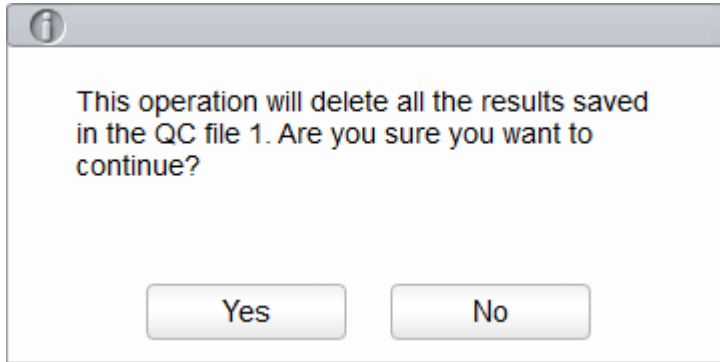 This operation will delete all the results saved
in the QC file 1. Are you sure you want to
continue?
Yes
No